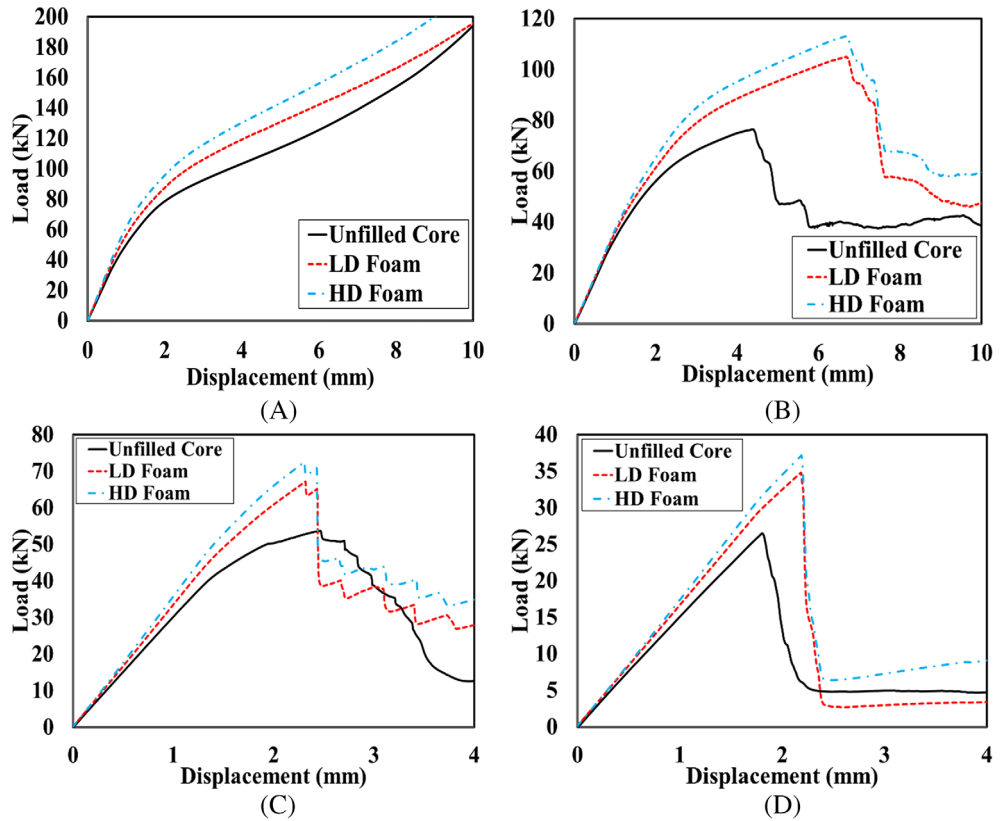 200
180
160
140
120
100
80
60
40
20
0
Load (kN)
Unfilled Core
LD Foam
HD Foam
0 2 4 6 8 10
Displacement (mm)
(A)
120
100
80
60
40
20
0
Load (kN)
Unfilled Core
LD Foam
HD Foam
0 2 4 6 8 10
Displacement (mm)
(B)
80
70
60
50
40
30
20
10
0
Load (kN)
Unfilled Core
LD Foam
HD Foam
0 1 2 3 4
Displacement (mm)
(C)
40
35
30
25
20
15
10
5
0
Load (kN)
Unfilled Core
LD Foam
HD Foam
0 1 2 3 4
Displacement (mm)
(D)